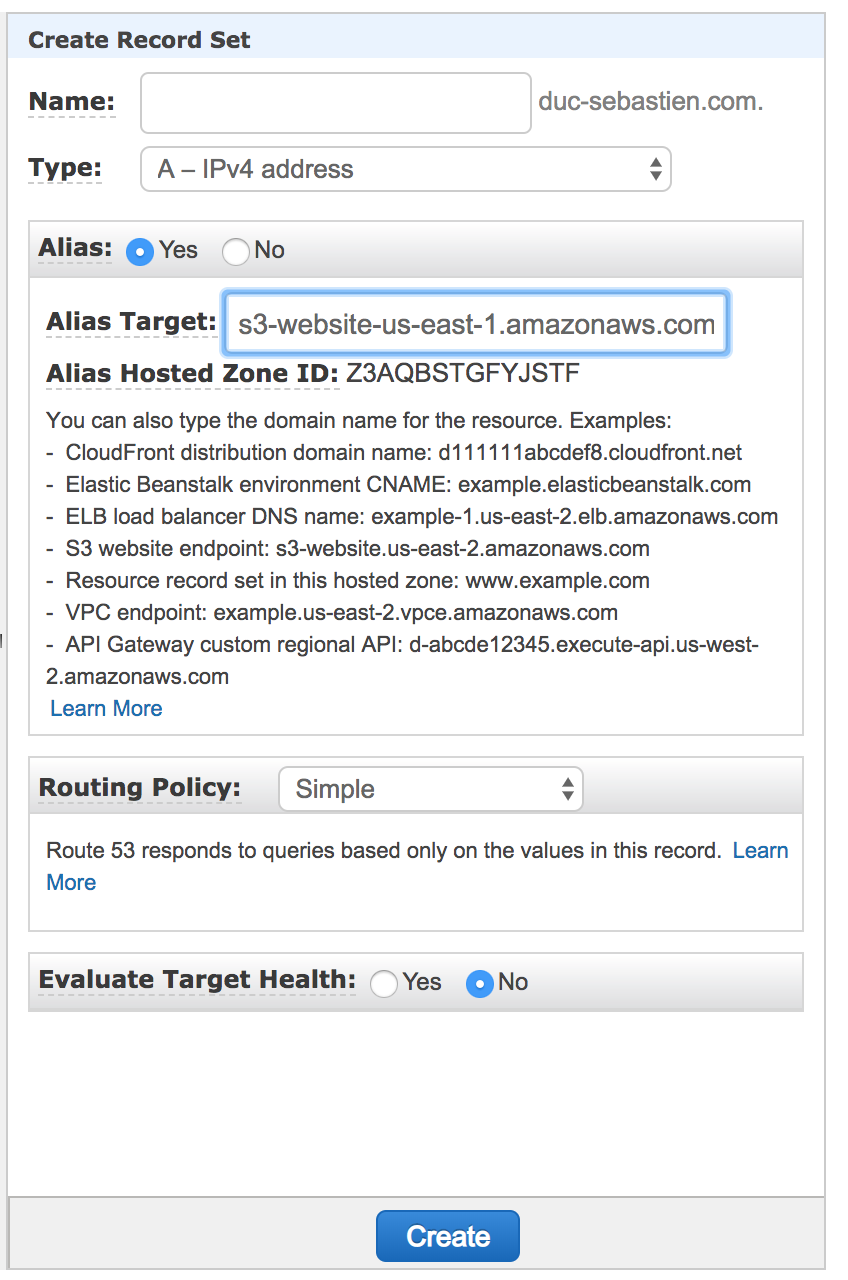 Create Record Set
Name: duc-sebastien.com.
Type: A – IPv4 address
Alias: Yes No
Alias Target: s3-website-us-east-1.amazonaws.com
Alias Hosted Zone ID: Z3AQBSTGFYJSTF
You can also type the domain name for the resource. Examples:
- CloudFront distribution domain name: d111111abcdef8.cloudfront.net
- Elastic Beanstalk environment CNAME: example.elasticbeanstalk.com
- ELB load balancer DNS name: example-1.us-east-2.elb.amazonaws.com
- S3 website endpoint: s3-website.us-east-2.amazonaws.com
- Resource record set in this hosted zone: www.example.com
- VPC endpoint: example.us-east-2.vpce.amazonaws.com
- API Gateway custom regional API: d-abcde12345.execute-api.us-west-
2.amazonaws.com
Learn More
Routing Policy: Simple
Route 53 responds to queries based only on the values in this record. Learn
More
Evaluate Target Health: Yes No
Create